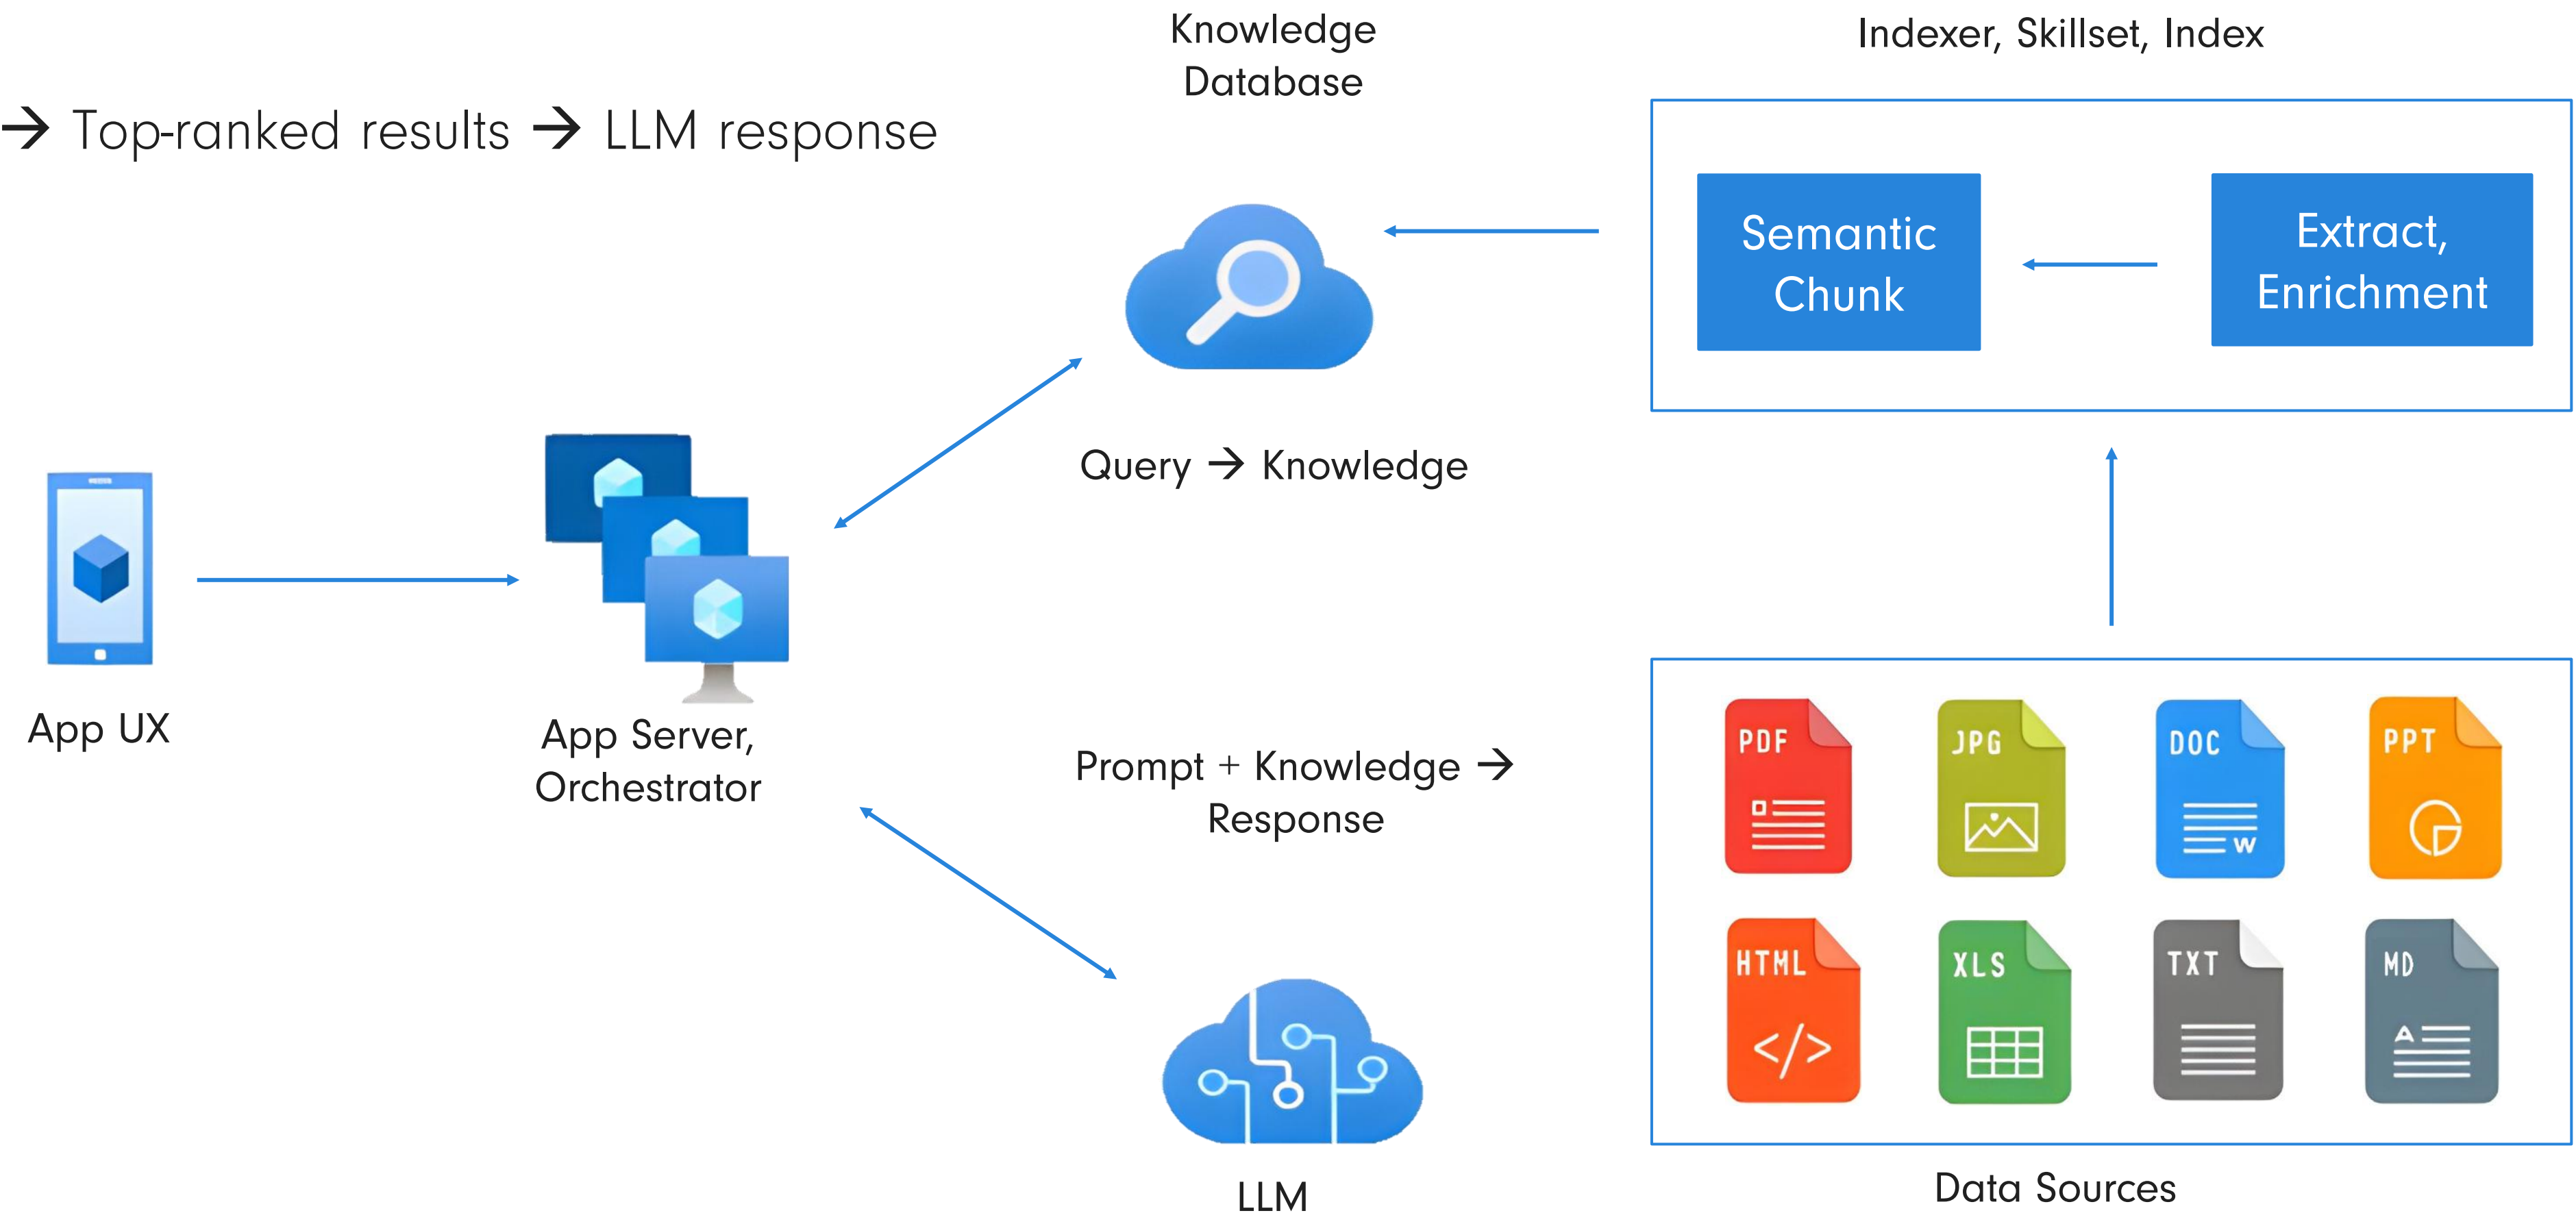 Knowledge
Database
Indexer, Skillset, Index
→ Top-ranked results → LLM response
Semantic
Chunk
Extract,
Enrichment
Query → Knowledge
App UX
App Server,
Orchestrator
Prompt + Knowledge →
Response
PDF
JPG
DOC
W
PPT
HTML
</>
XLS
TXT
MD
A
LLM
Data Sources